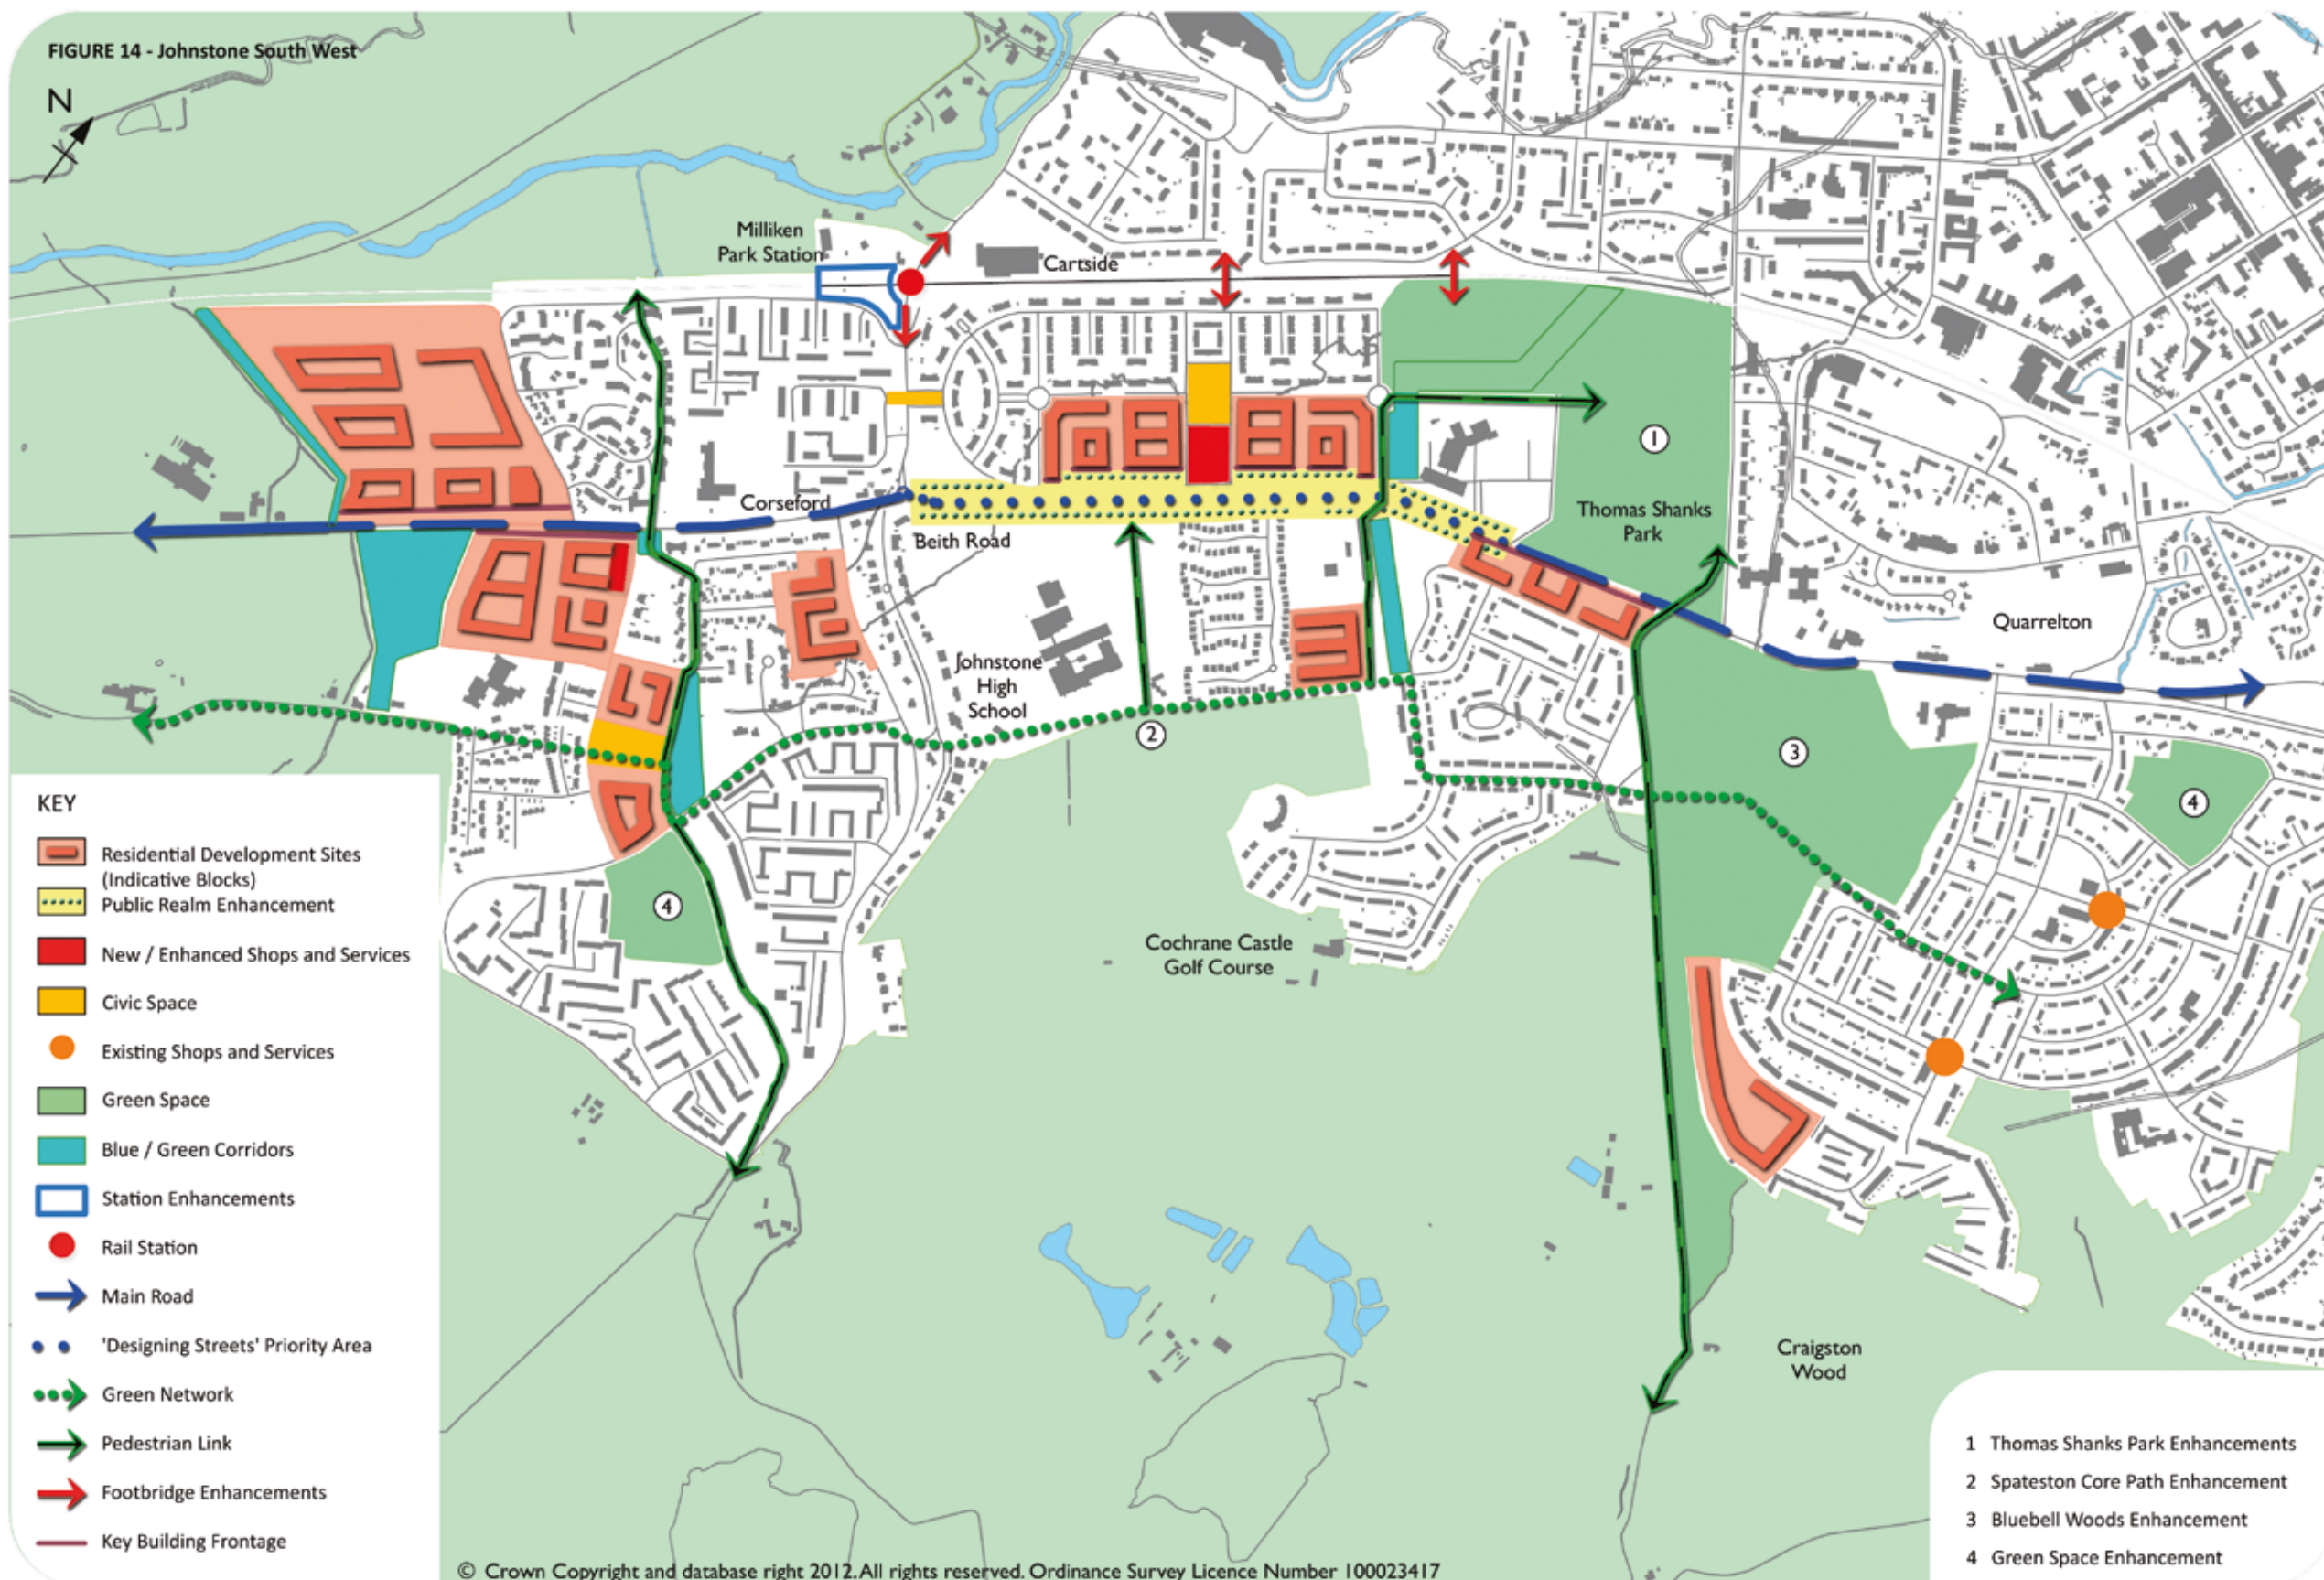 FIGURE 14 - Johnstone South West
N
Milliken
Park Station
Cartside
Corseford
Beith Road
1
Thomas Shanks
Park
Quarrelton
Johnstone
High
School
2
3
4
4
Cochrane Castle
Golf Course
Craigston
Wood
KEY
Residential Development Sites
(Indicative Blocks)
Public Realm Enhancement
New / Enhanced Shops and Services
Civic Space
Existing Shops and Services
Green Space
Blue / Green Corridors
Station Enhancements
Rail Station
Main Road
'Designing Streets' Priority Area
Green Network
Pedestrian Link
Footbridge Enhancements
Key Building Frontage
1 Thomas Shanks Park Enhancements
2 Spateston Core Path Enhancement
3 Bluebell Woods Enhancement
4 Green Space Enhancement
© Crown Copyright and database right 2012. All rights reserved. Ordinance Survey Licence Number 100023417